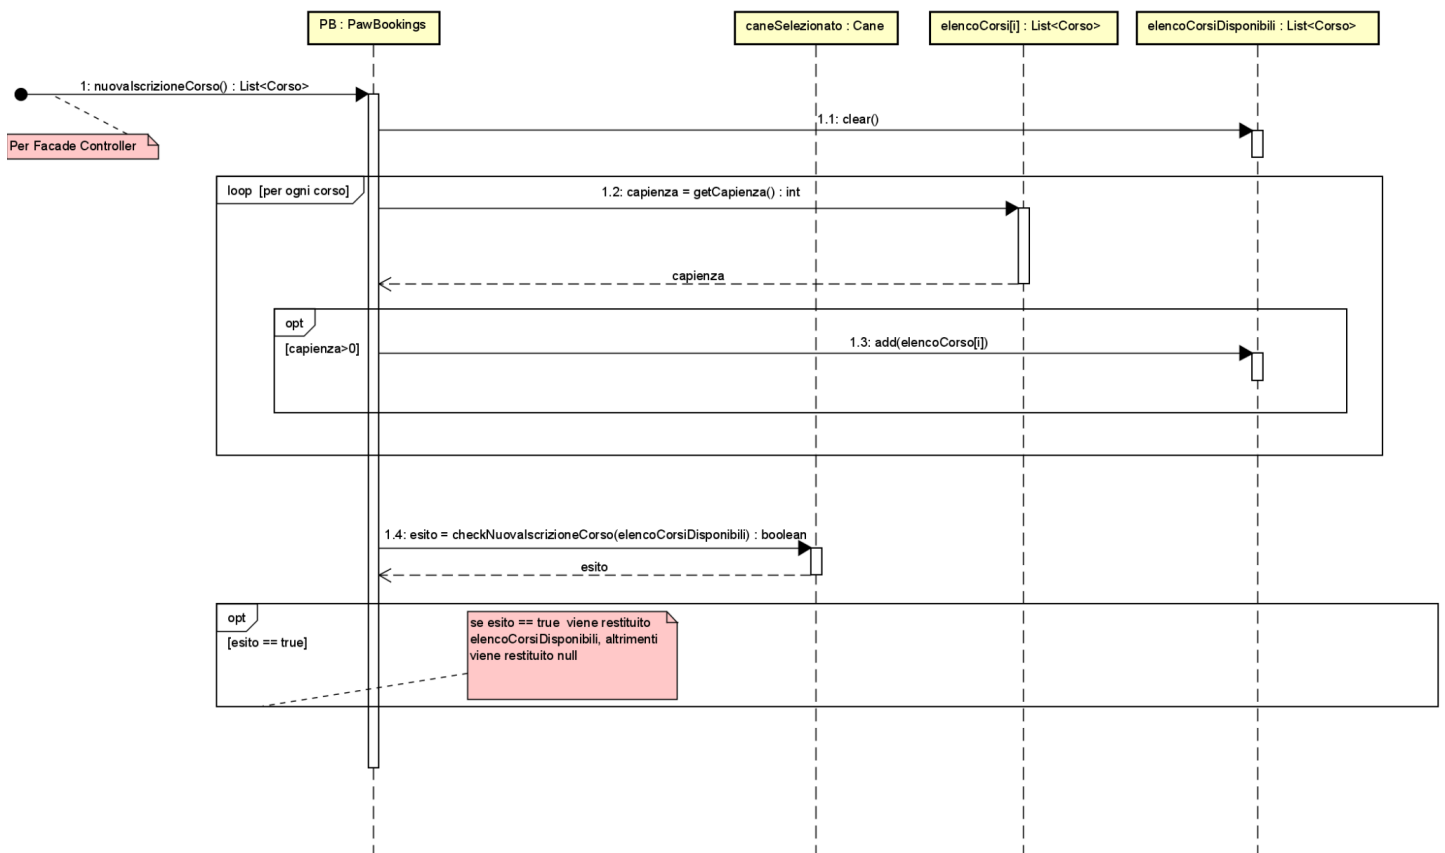 PB : PawBookings
caneSelezionato : Cane
elencoCorsi[i] : List<Corso>
elencoCorsiDisponibili : List<Corso>
1: nuovaIscrizioneCorso() : List<Corso>
1.1: clear()
Per Facade Controller
loop [per ogni corso]
1.2: capienza = getCapienza() : int
capienza
opt
[capienza>0]
1.3: add(elencoCorso[i])
1.4: esito = checkNuovaIscrizioneCorso(elencoCorsiDisponibili) : boolean
esito
opt
[esito == true]
se esito == true viene restituito
elencoCorsiDisponibili, altrimenti
viene restituito null